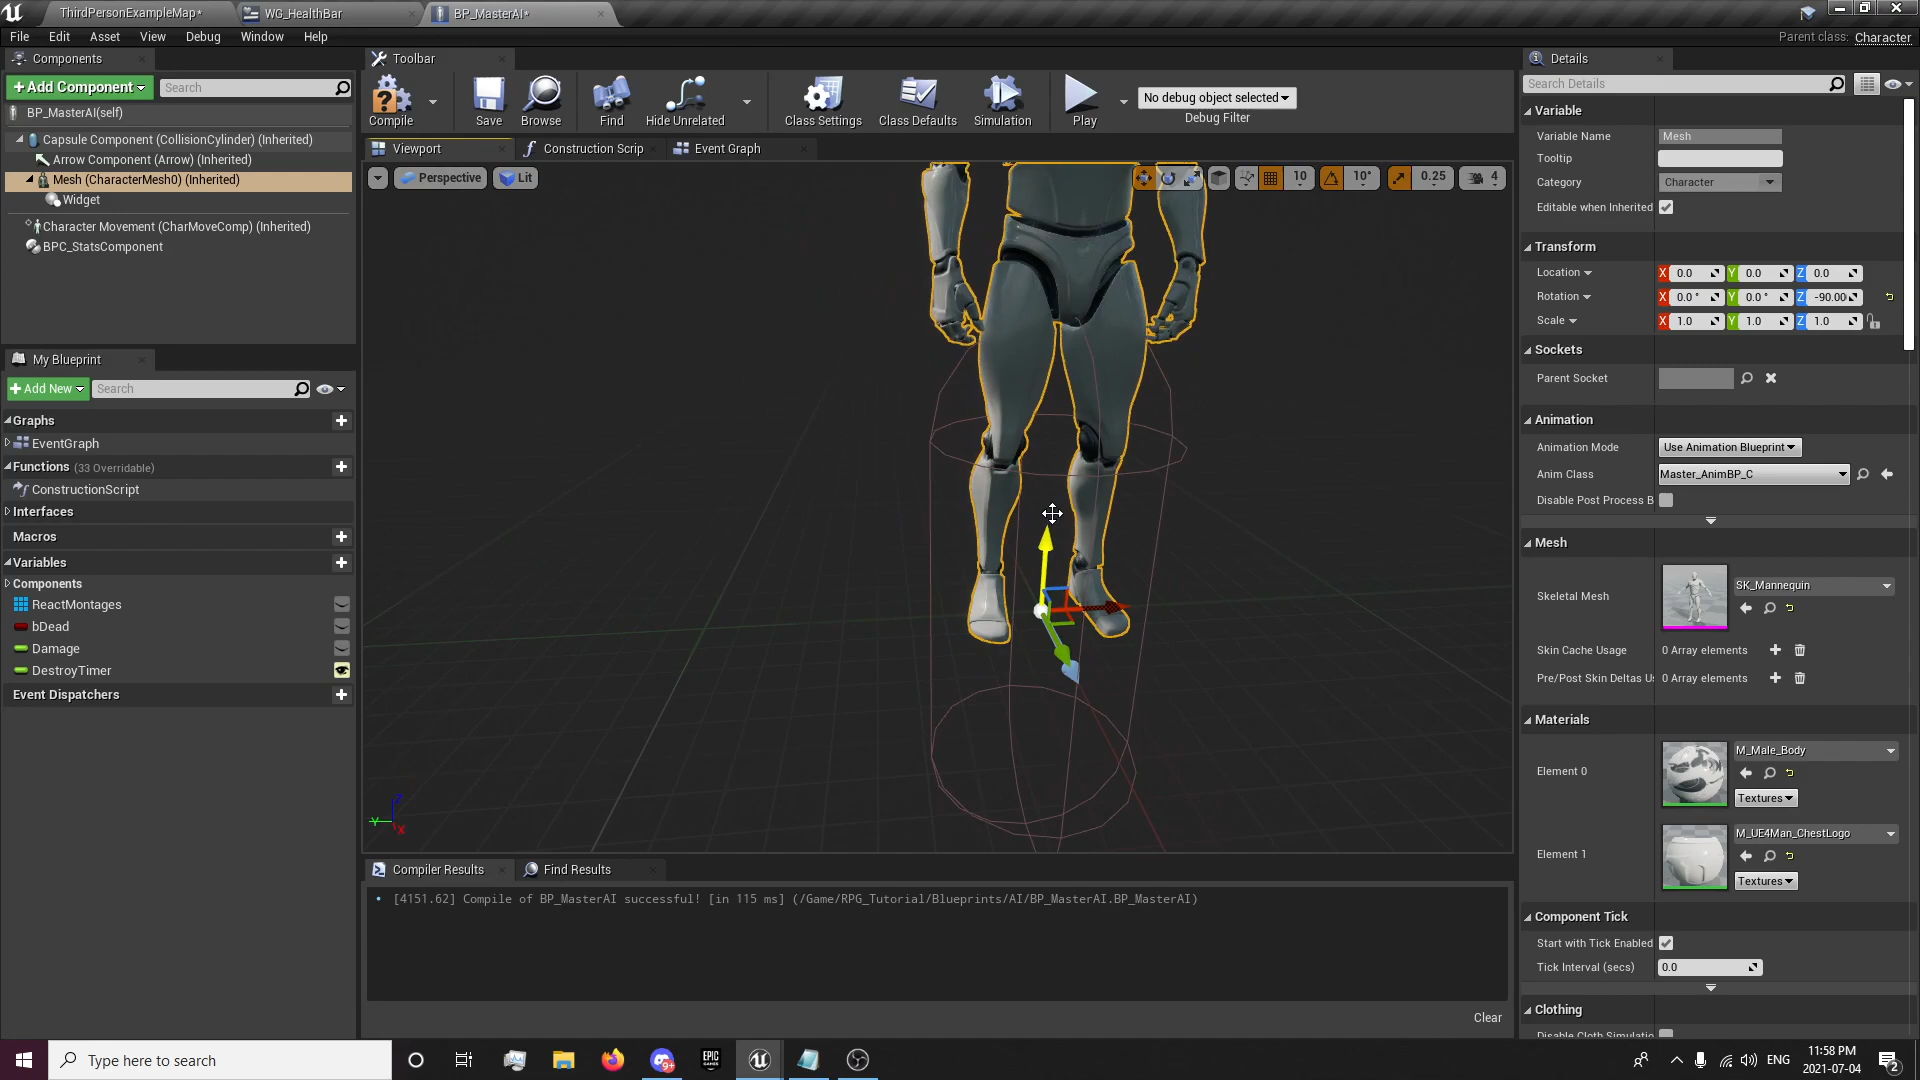 ThirdPersonExampleMap*
WG_HealthBar
BP_MasterAI*
File Edit Asset View Debug Window Help
Parent class: Character
Components
+ Add Component
Search
BP_MasterAI(self)
Capsule Component (CollisionCylinder) (Inherited)
Arrow Component (Arrow) (Inherited)
Mesh (CharacterMesh0) (Inherited)
Widget
Character Movement (CharMoveComp) (Inherited)
BPC_StatsComponent
My Blueprint
+ Add New
Search
Graphs
EventGraph
Functions (33 Overridable)
ConstructionScript
Interfaces
Macros
Variables
Components
ReactMontages
bDead
Damage
DestroyTimer
Event Dispatchers
Toolbar
Compile Save Browse Find Hide Unrelated Class Settings Class Defaults Simulation Play
No debug object selected
Debug Filter
Viewport
Construction Scrip
Event Graph
Perspective
Lit
10
10°
0.25
4
Y
X
Compiler Results
Find Results
[4151.62] Compile of BP_MasterAI successful! [in 115 ms] (/Game/RPG_Tutorial/Blueprints/AI/BP_MasterAI.BP_MasterAI)
Clear
Details
Search Details
Variable
Variable Name Mesh
Tooltip
Category Character
Editable when Inherited
Transform
Location X 0.0 Y 0.0 Z 0.0
Rotation X 0.0 ° Y 0.0 ° Z -90.00
Scale X 1.0 Y 1.0 Z 1.0
Sockets
Parent Socket
Animation
Animation Mode Use Animation Blueprint
Anim Class Master_AnimBP_C
Disable Post Process B
Mesh
Skeletal Mesh SK_Mannequin
Skin Cache Usage 0 Array elements
Pre/Post Skin Deltas Us 0 Array elements
Materials
Element 0 M_Male_Body
Textures
Element 1 M_UE4Man_ChestLogo
Textures
Component Tick
Start with Tick Enabled
Tick Interval (secs) 0.0
Clothing
Disable Cloth Simulatio
Type here to search
EPIC
9+
ENG
11:58 PM
2021-07-04
2